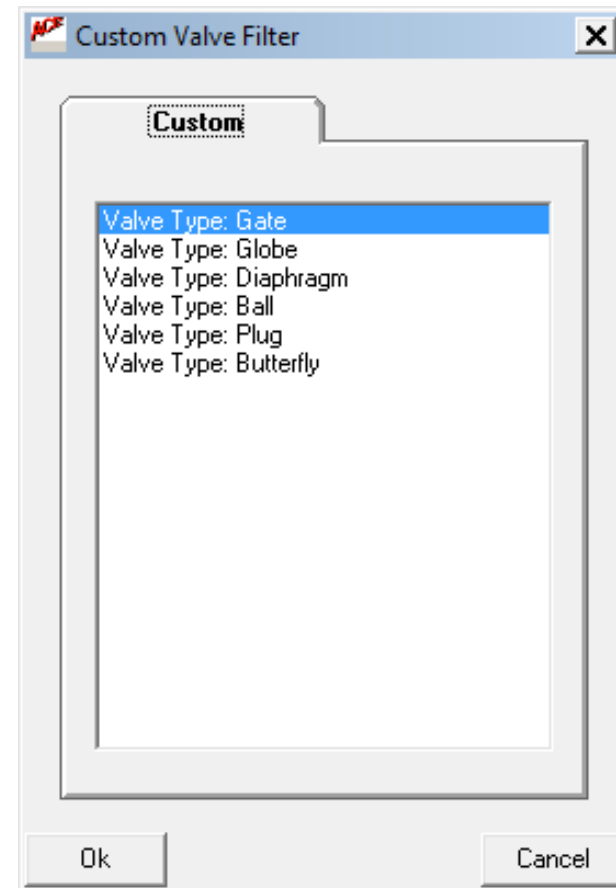 ACE Custom Valve Filter
Custom
Valve Type: Gate
Valve Type: Globe
Valve Type: Diaphragm
Valve Type: Ball
Valve Type: Plug
Valve Type: Butterfly
Ok Cancel